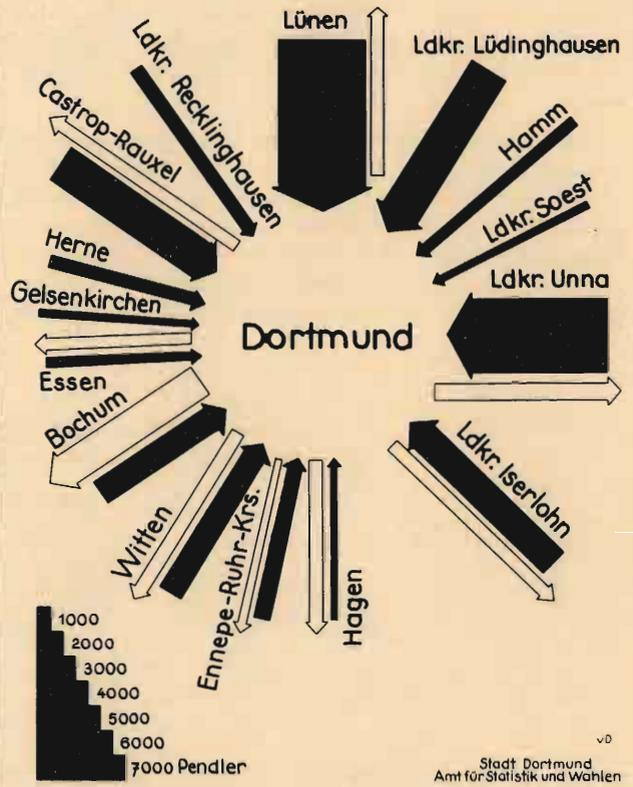 Lünen
Ldkr. Lüdinghausen
Ldkr. Recklinghausen
Castrop-Rauxel
Hamm
Ldkr. Soest
Herne
Ldkr. Unna
Gelsenkirchen
Dortmund
Essen
Bochum
Ldkr. Iserlohn
Witten
Ennepe-Ruhr-Krs.
Hagen
1000
2000
3000
4000
5000
6000
7000 Pendler
vD
Stadt Dortmund
Amt für Statistik und Wahlen